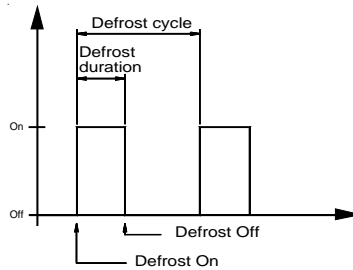 Defrost cycle
Defrost
duration
On
Off
Defrost Off
Defrost On